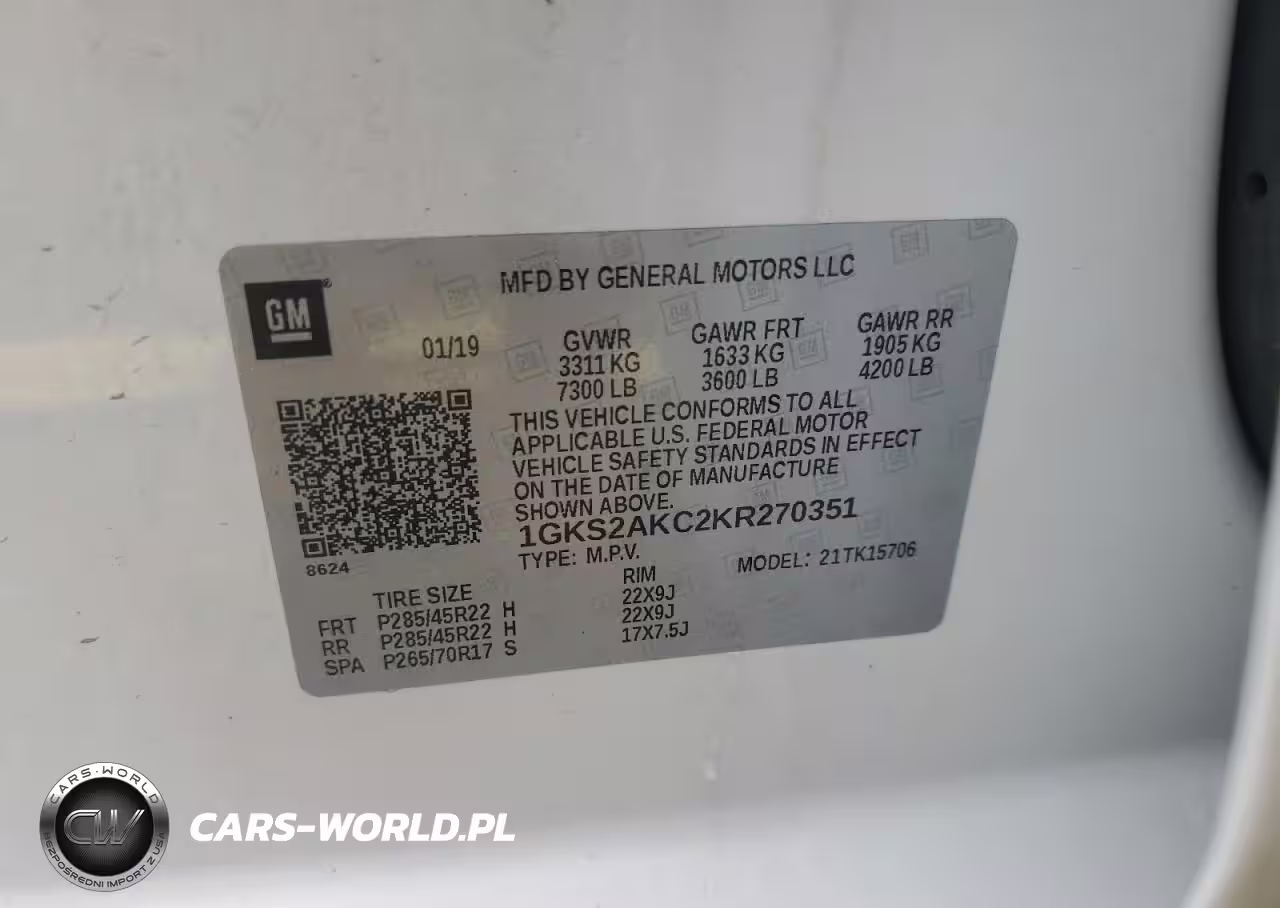 MFD BY GENERAL MOTORS LLC
GM
01/19
GVWR GAWR FRT GAWR RR
3311 KG 1633 KG 1905 KG
7300 LB 3600 LB 4200 LB
THIS VEHICLE CONFORMS TO ALL
APPLICABLE U.S. FEDERAL MOTOR
VEHICLE SAFETY STANDARDS IN EFFECT
ON THE DATE OF MANUFACTURE
SHOWN ABOVE.
1GKS2AKC2KR270351
8624
TYPE: M.P.V. MODEL: 21TK15706
TIRE SIZE RIM
FRT P285/45R22 H 22X9J
RR P285/45R22 H 22X9J
SPA P265/70R17 S 17X7.5J
CARS-WORLD
CW
BEZPOŚREDNI IMPORT Z USA
CARS-WORLD.PL